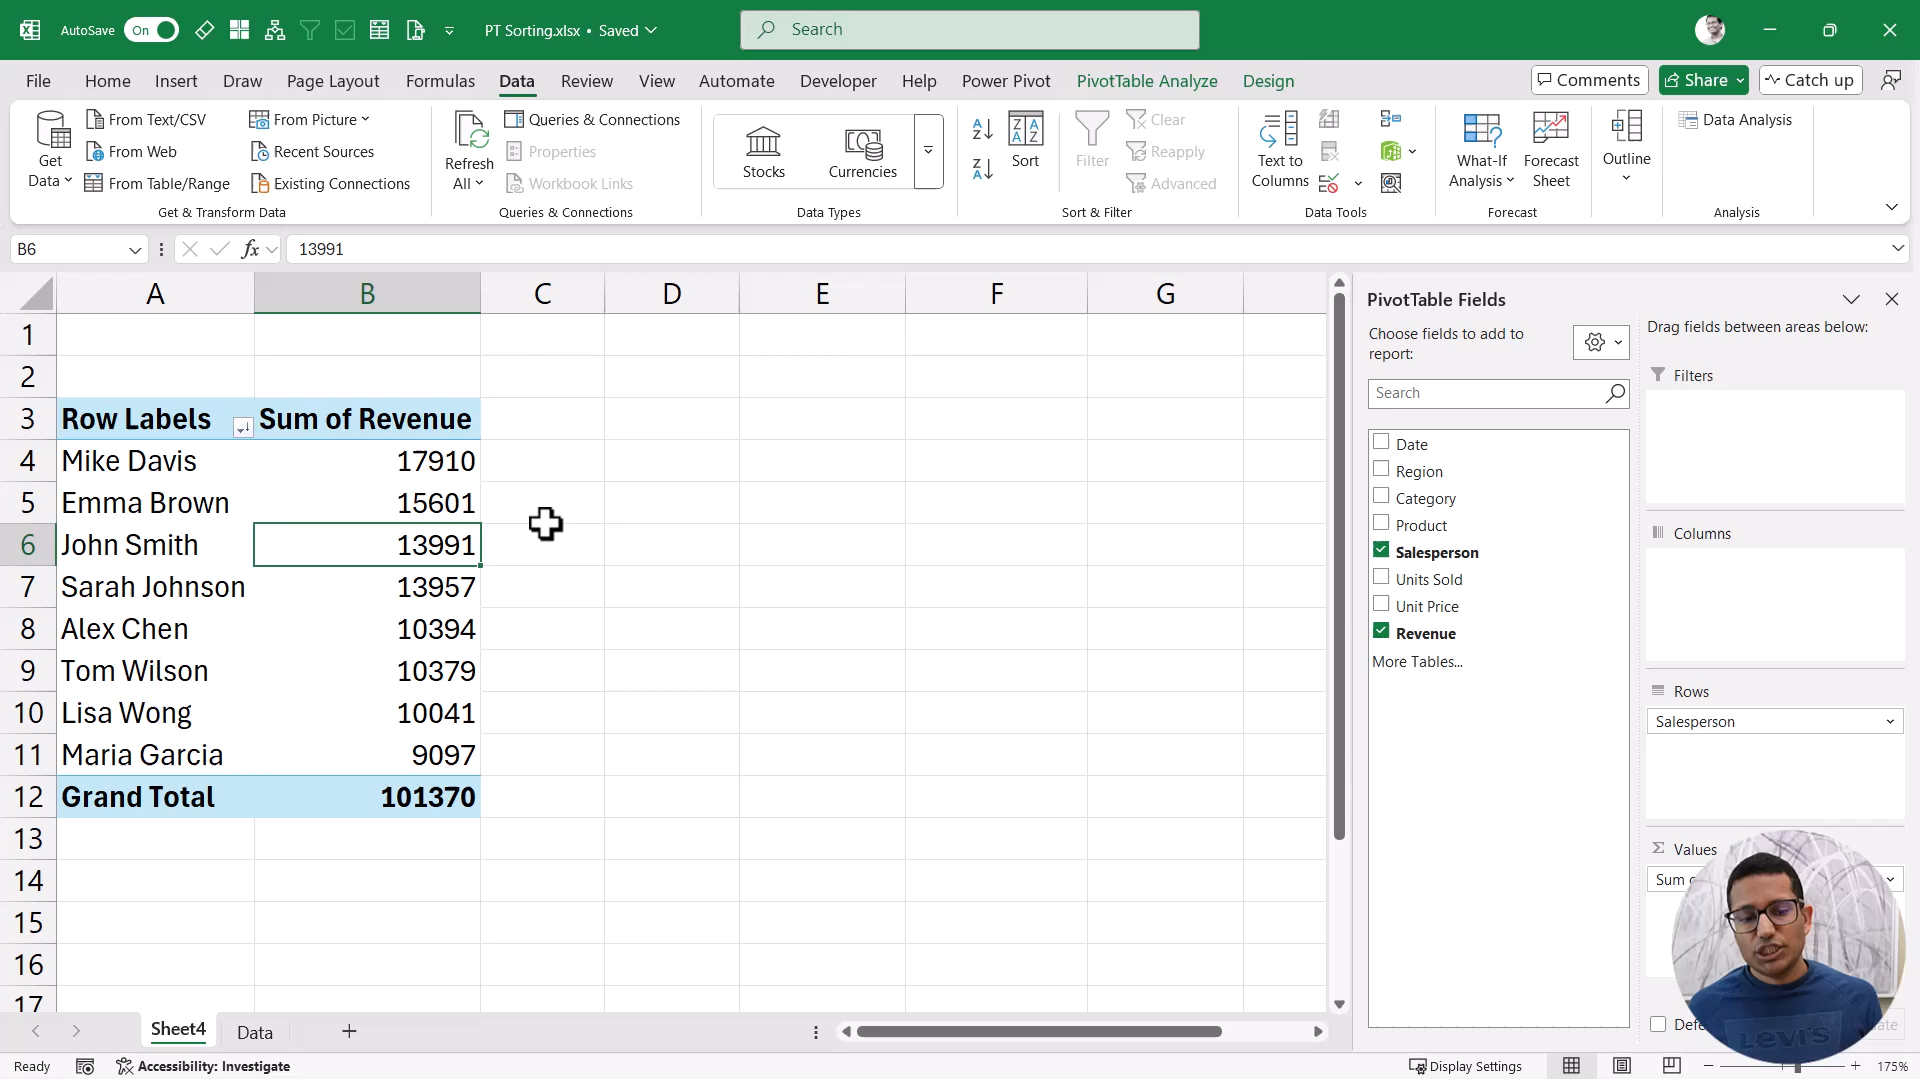 AutoSave
On
PT Sorting.xlsx • Saved
Search
File
Home
Insert
Draw
Page Layout
Formulas
Data
Review
View
Automate
Developer
Help
Power Pivot
PivotTable Analyze
Design
Comments
Share
Catch up
Get
Data
From Text/CSV
From Web
From Table/Range
From Picture
Recent Sources
Existing Connections
Get & Transform Data
Refresh
All
Queries & Connections
Properties
Workbook Links
Queries & Connections
Stocks
Currencies
Data Types
Sort
Filter
Clear
Reapply
Advanced
Sort & Filter
Text to
Columns
Data Tools
What-If
Analysis
Forecast
Sheet
Forecast
Outline
Data Analysis
Analysis
B6
fx
13991
A B C D E F G
1
2
3 Row Labels Sum of Revenue
4 Mike Davis 17910
5 Emma Brown 15601
6 John Smith 13991
7 Sarah Johnson 13957
8 Alex Chen 10394
9 Tom Wilson 10379
10 Lisa Wong 10041
11 Maria Garcia 9097
12 Grand Total 101370
13
14
15
16
17
PivotTable Fields
Choose fields to add to
report:
Search
Date
Region
Category
Product
Salesperson
Units Sold
Unit Price
Revenue
More Tables...
Drag fields between areas below:
Filters
Columns
Rows
Salesperson
Σ Values
Sum
LEVI'S
Sheet4
Data
Ready
Accessibility: Investigate
Display Settings
175%